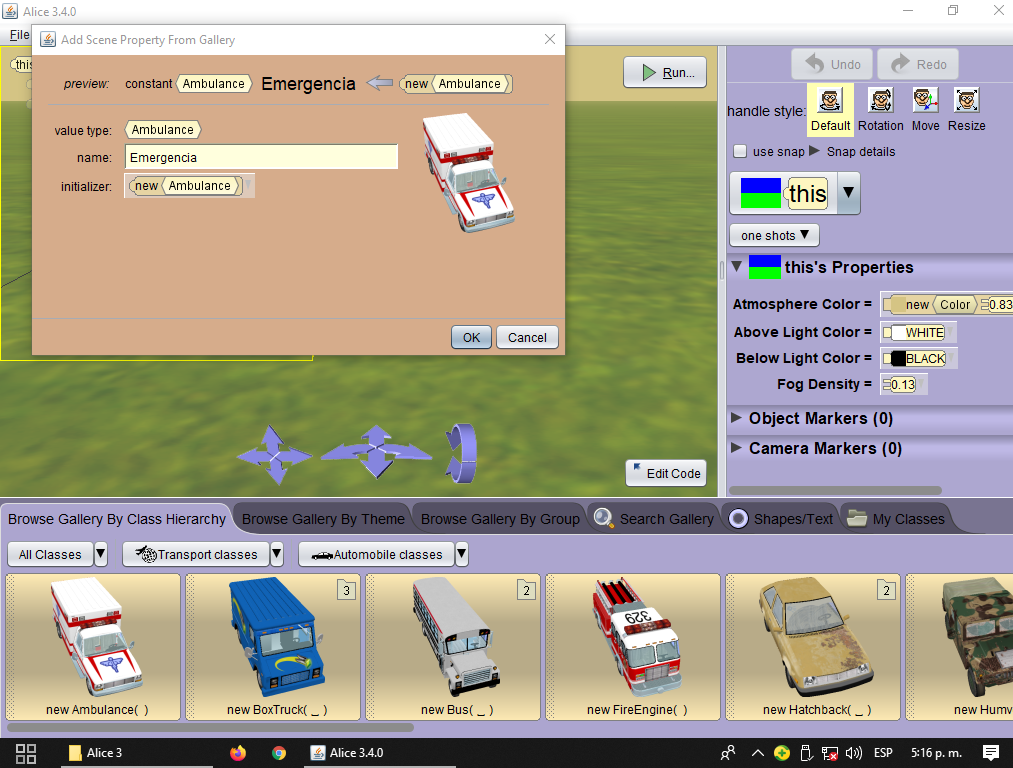 Alice 3.4.0
File
Add Scene Property From Gallery
this
preview: constant Ambulance Emergencia new Ambulance
value type: Ambulance
name: Emergencia
initializer: new Ambulance
OK Cancel
Run...
Undo Redo
handle style: Default Rotation Move Resize
use snap Snap details
this
one shots
this's Properties
Atmosphere Color = new Color 0.83
Above Light Color = WHITE
Below Light Color = BLACK
Fog Density = 0.13
Object Markers (0)
Camera Markers (0)
Edit Code
Browse Gallery By Class Hierarchy Browse Gallery By Theme Browse Gallery By Group Search Gallery Shapes/Text My Classes
All Classes Transport classes Automobile classes
3 2 2
329
new Ambulance( ) new BoxTruck( _ ) new Bus( _ ) new FireEngine( ) new Hatchback( _ ) new Humv
Alice 3 Alice 3.4.0 ESP 5:16 p. m.